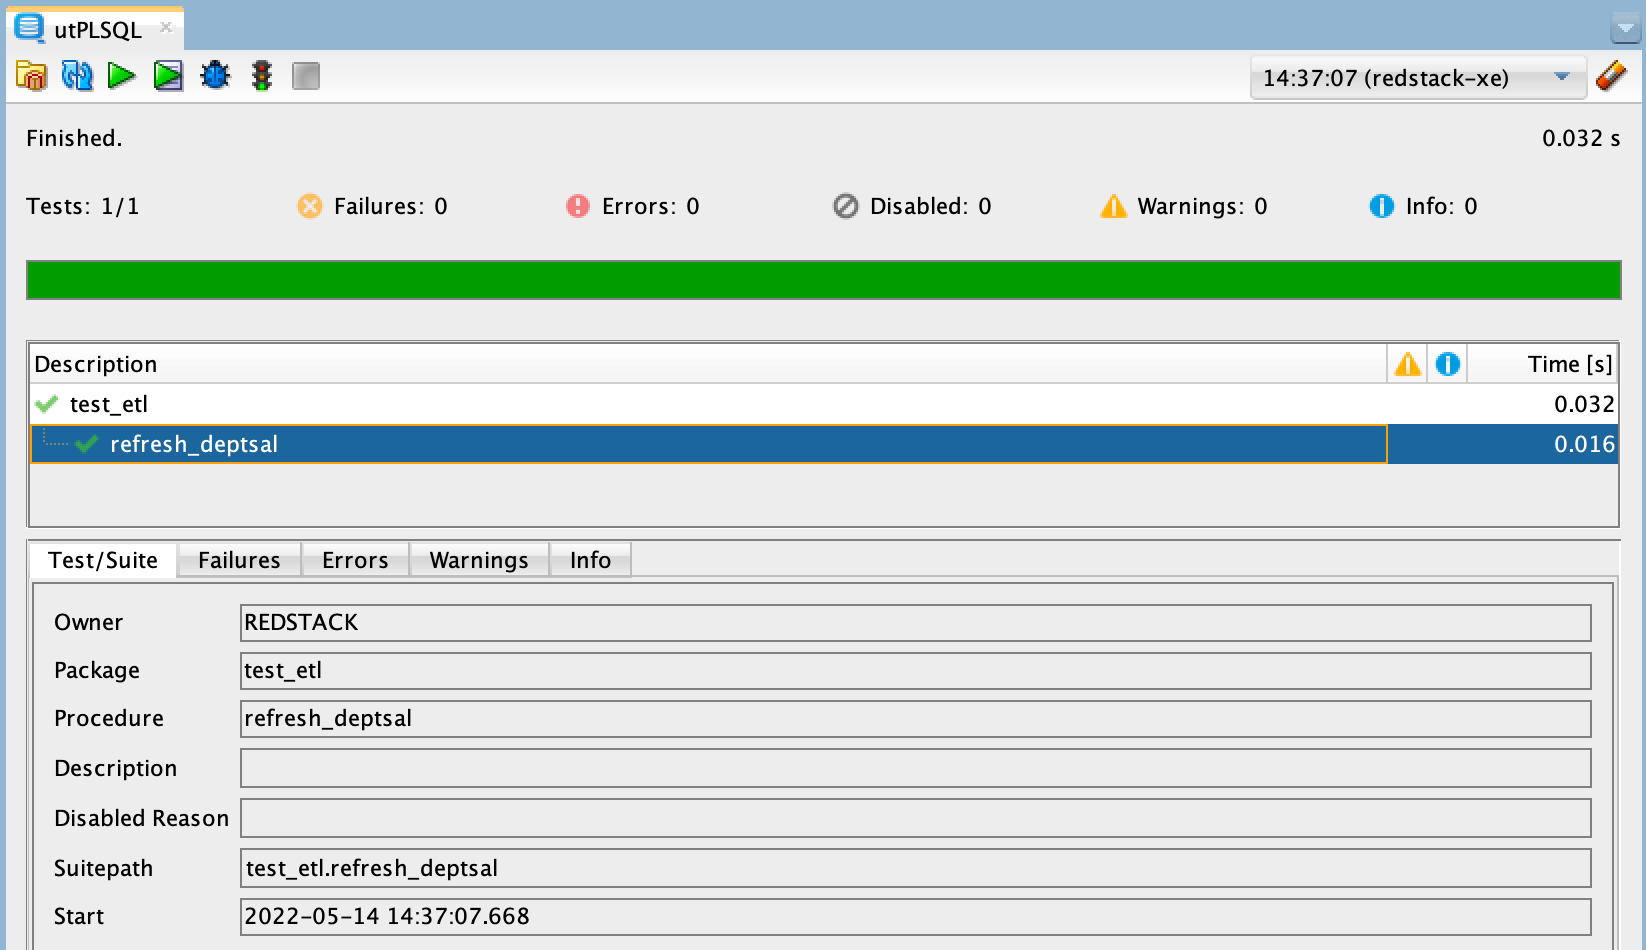 utPLSQL
14:37:07 (redstack-xe)
Finished. 0.032 s
Tests: 1/1 Failures: 0 Errors: 0 Disabled: 0 Warnings: 0 Info: 0
Description Time [s]
test_etl 0.032
refresh_deptsal 0.016
Test/Suite Failures Errors Warnings Info
Owner REDSTACK
Package test_etl
Procedure refresh_deptsal
Description
Disabled Reason
Suitepath test_etl.refresh_deptsal
Start 2022-05-14 14:37:07.668